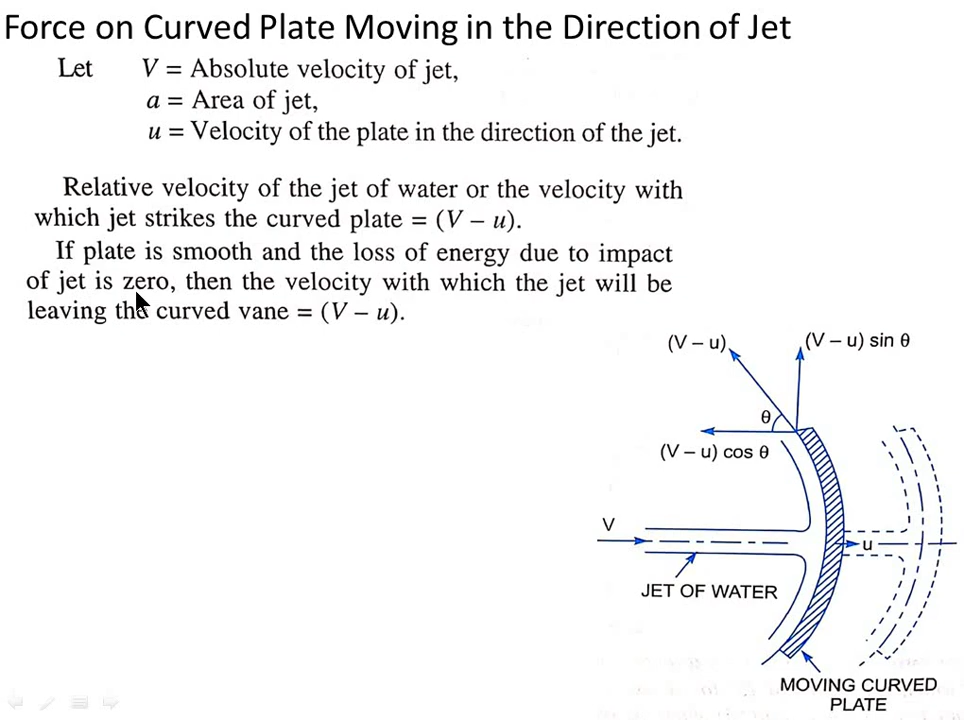 Force on Curved Plate Moving in the Direction of Jet
Let V = Absolute velocity of jet,
a = Area of jet,
u = Velocity of the plate in the direction of the jet.
Relative velocity of the jet of water or the velocity with
which jet strikes the curved plate = (V – u).
If plate is smooth and the loss of energy due to impact
of jet is zero, then the velocity with which the jet will be
leaving the curved vane = (V – u).
(V – u)
(V – u) sin θ
θ
(V – u) cos θ
V
u
JET OF WATER
MOVING CURVED
PLATE